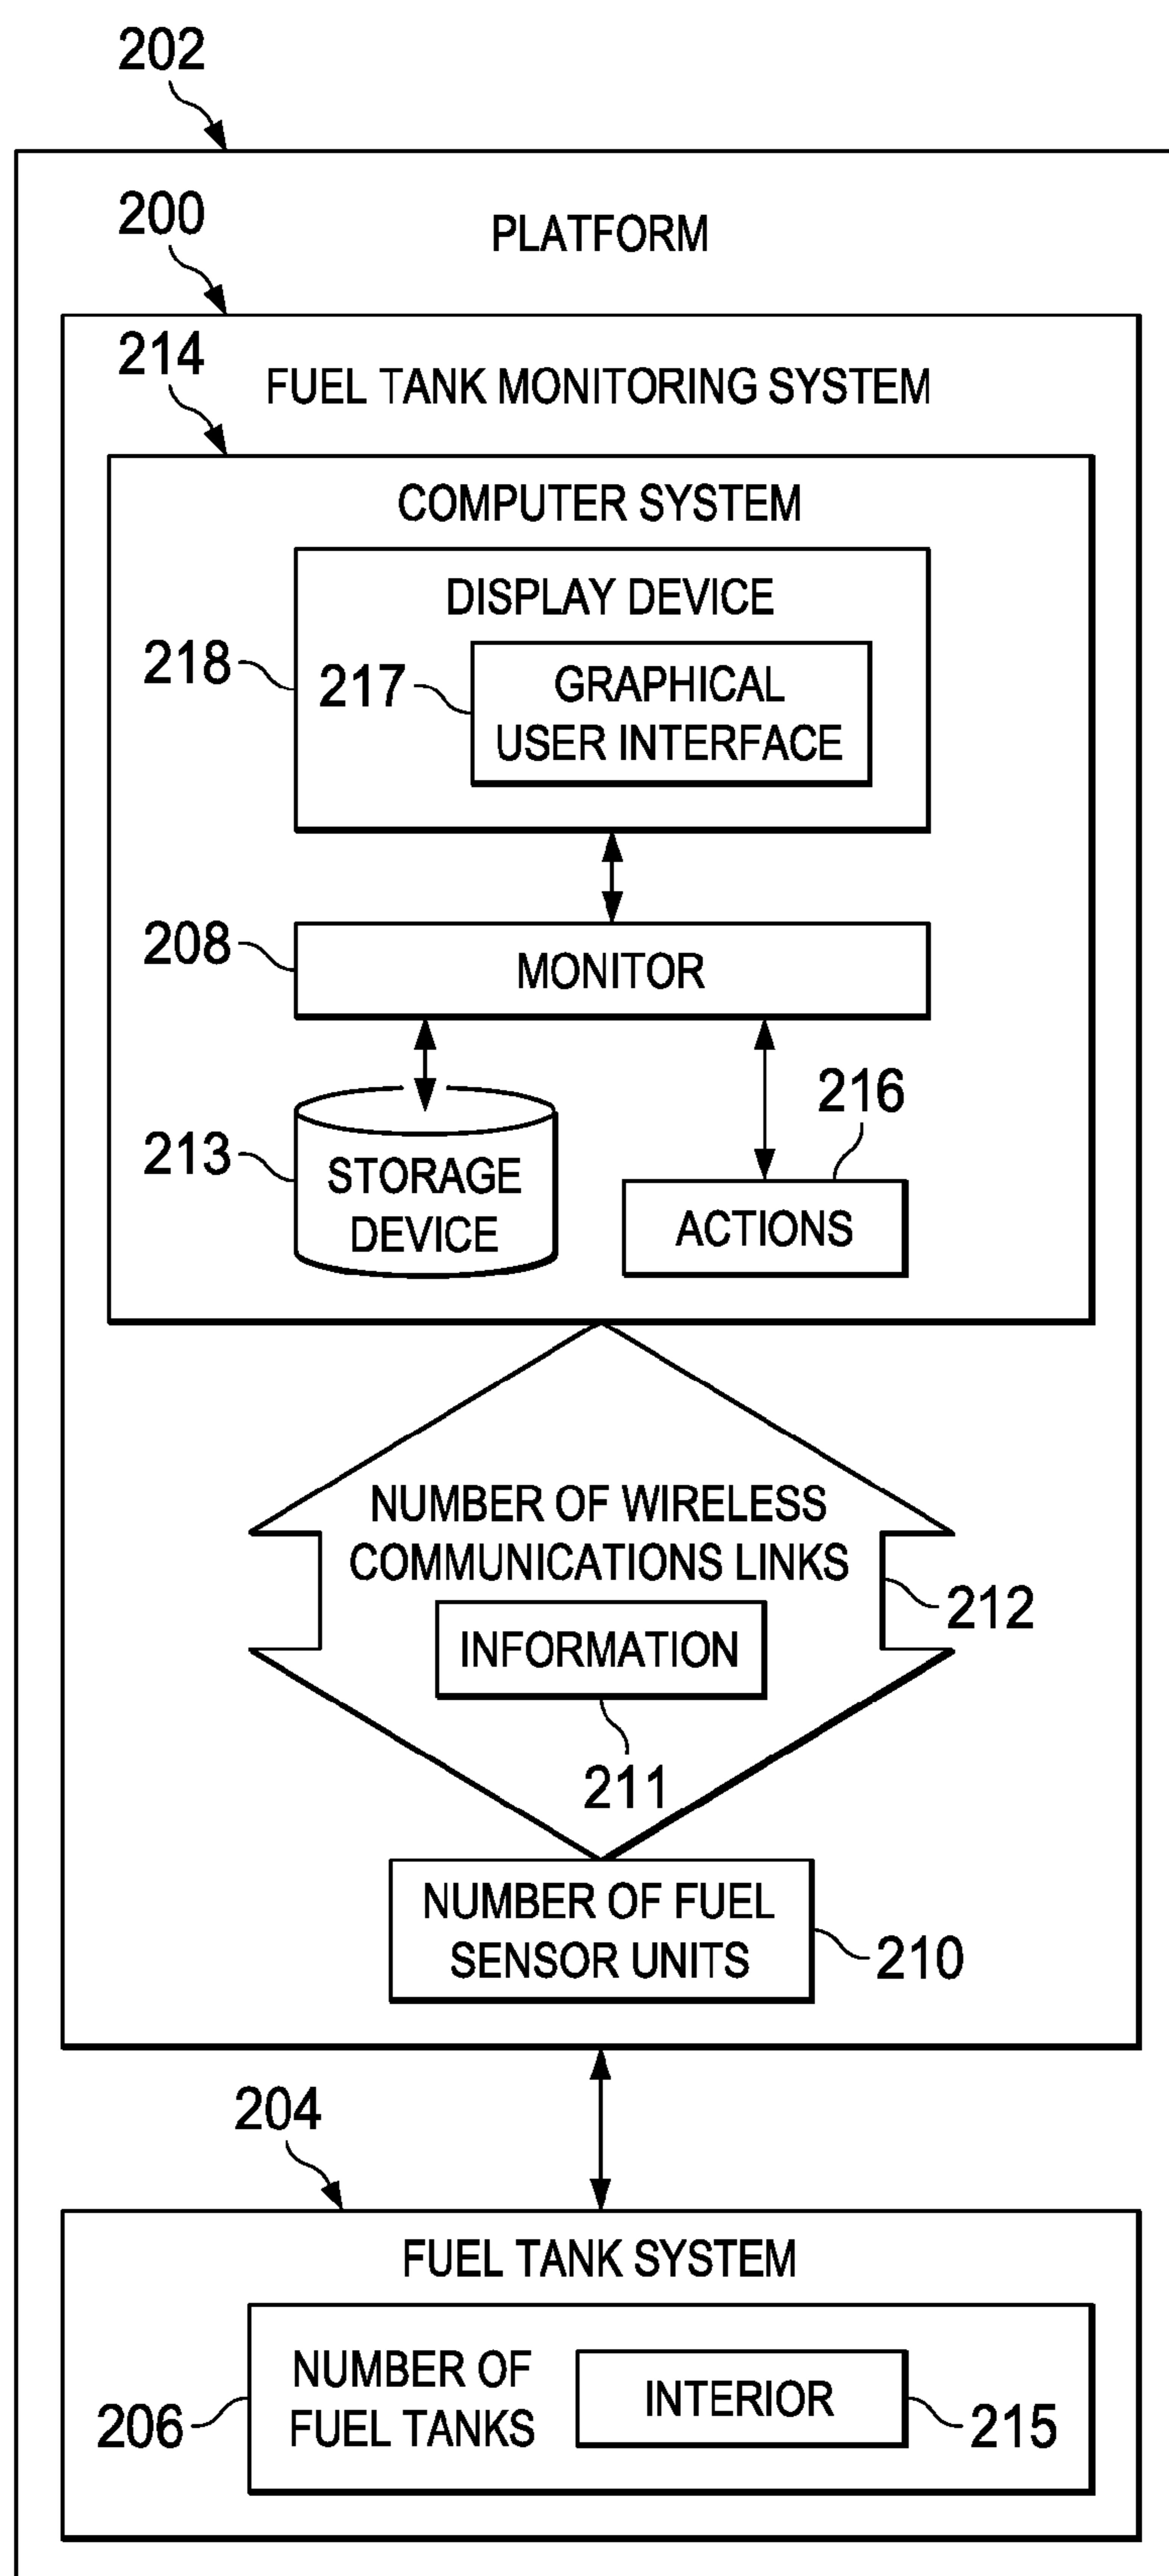 202
PLATFORM
200
FUEL TANK MONITORING SYSTEM
214
COMPUTER SYSTEM
DISPLAY DEVICE
218
217
GRAPHICAL
USER INTERFACE
208
MONITOR
216
213
STORAGE
DEVICE
ACTIONS
NUMBER OF WIRELESS
COMMUNICATIONS LINKS
212
INFORMATION
211
NUMBER OF FUEL
SENSOR UNITS
210
204
FUEL TANK SYSTEM
NUMBER OF
FUEL TANKS
INTERIOR
206
215